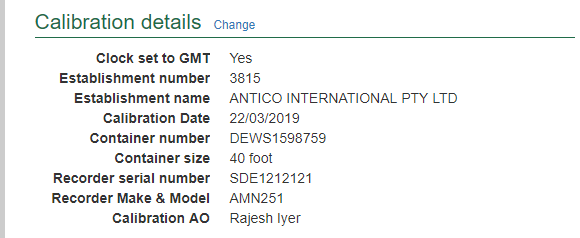 Calibration details Change
Clock set to GMT Yes
Establishment number 3815
Establishment name ANTICO INTERNATIONAL PTY LTD
Calibration Date 22/03/2019
Container number DEWS1598759
Container size 40 foot
Recorder serial number SDE1212121
Recorder Make & Model AMN251
Calibration AO Rajesh Iyer